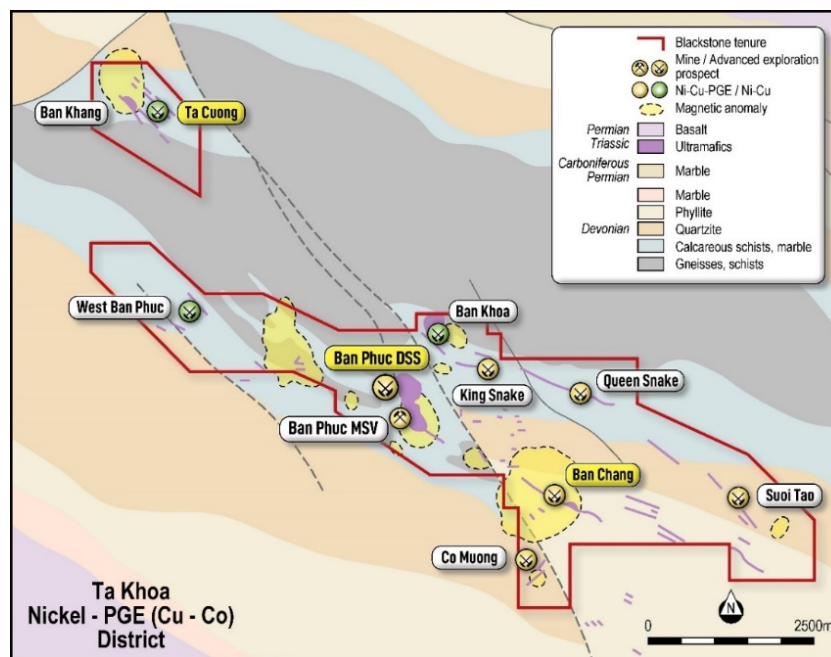 Blackstone tenure
Mine / Advanced exploration
prospect
Ni-Cu-PGE / Ni-Cu
Magnetic anomaly
Permian
Triassic
Basalt
Ultramafics
Carboniferous
Permian
Marble
Marble
Phyllite
Devonian
Quartzite
Calcareous schists, marble
Gneisses, schists
Ban Khang
Ta Cuong
West Ban Phuc
Ban Khoa
Ban Phuc DSS
King Snake
Queen Snake
Ban Phuc MSV
Ban Chang
Suoi Tao
Co Muong
Ta Khoa
Nickel - PGE (Cu - Co)
District
N
0 2500m